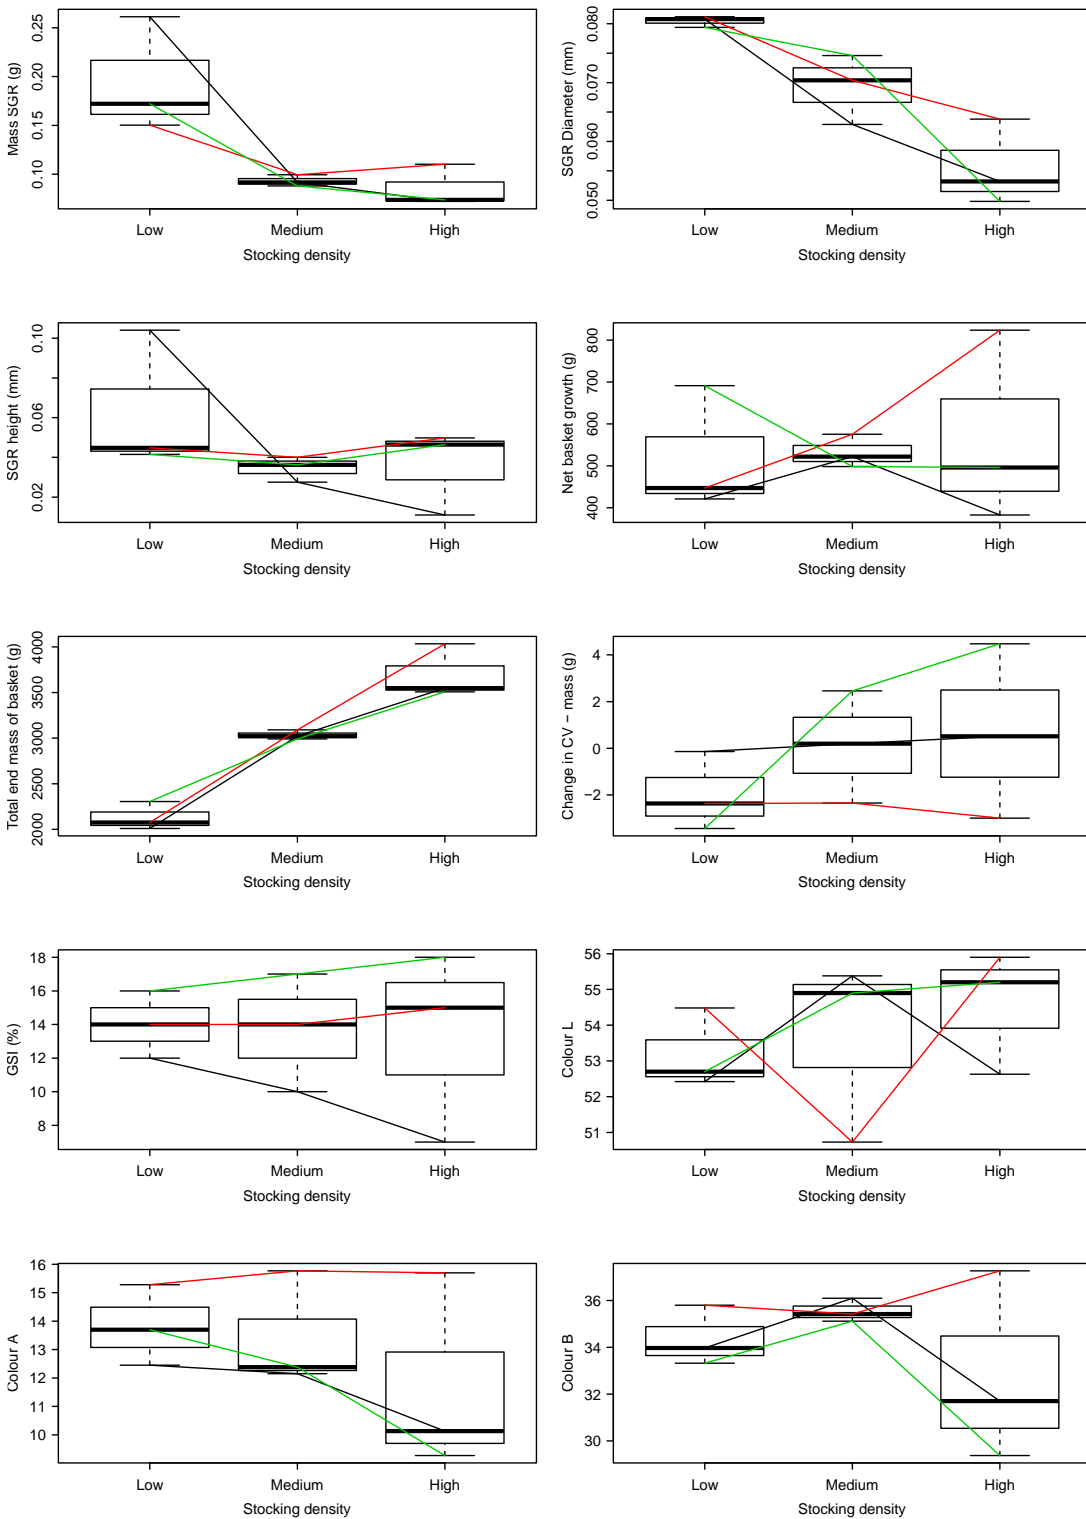 Mass SGR (g)
0.25
0.20
0.15
0.10
Low Medium High
Stocking density
SGR Diameter (mm)
0.080
0.070
0.060
0.050
Low Medium High
Stocking density
SGR height (mm)
0.10
0.06
0.02
Low Medium High
Stocking density
Net basket growth (g)
800
700
600
500
400
Low Medium High
Stocking density
Total end mass of basket (g)
4000
3500
3000
2500
2000
Low Medium High
Stocking density
Change in CV − mass (g)
4
2
0
−2
Low Medium High
Stocking density
GSI (%)
18
16
14
12
10
8
Low Medium High
Stocking density
Colour L
56
55
54
53
52
51
Low Medium High
Stocking density
Colour A
16
15
14
13
12
11
10
Low Medium High
Stocking density
Colour B
36
34
32
30
Low Medium High
Stocking density